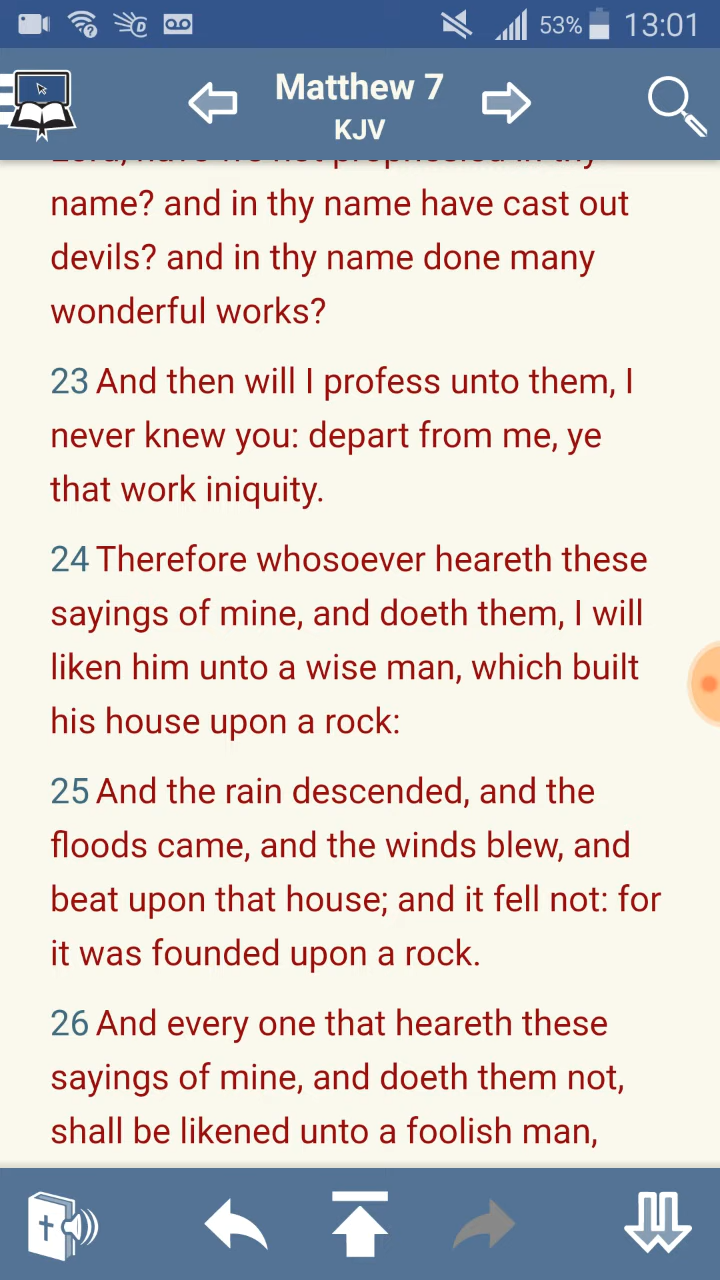 53% 13:01
Matthew 7
KJV
name? and in thy name have cast out
devils? and in thy name done many
wonderful works?
23 And then will I profess unto them, I
never knew you: depart from me, ye
that work iniquity.
24 Therefore whosoever heareth these
sayings of mine, and doeth them, I will
liken him unto a wise man, which built
his house upon a rock:
25 And the rain descended, and the
floods came, and the winds blew, and
beat upon that house; and it fell not: for
it was founded upon a rock.
26 And every one that heareth these
sayings of mine, and doeth them not,
shall be likened unto a foolish man,